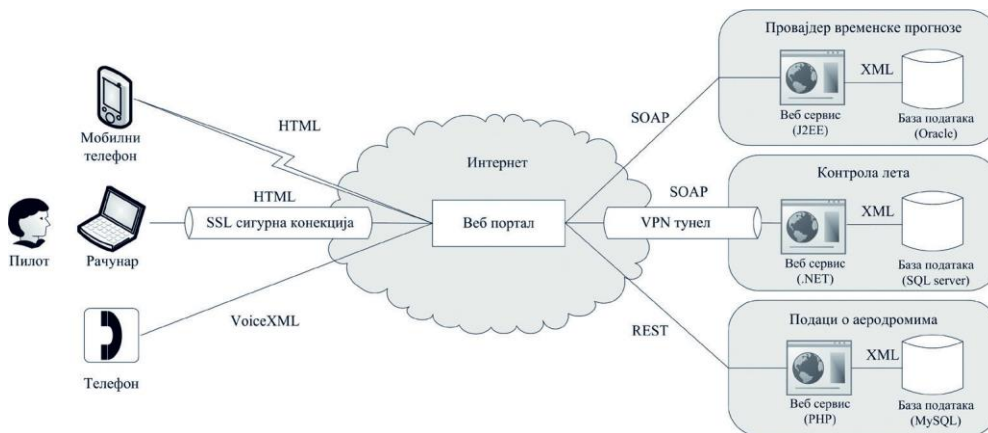 Мобилни
телефон
Пилот
Рачунар
Телефон
HTML
HTML
SSL сигурна конекција
VoiceXML
Интернет
Веб портал
SOAP
SOAP
VPN тунел
REST
Провајдер временске прогнозе
XML
Веб сервис
(J2EE)
База података
(Oracle)
Контрола лета
XML
Веб сервис
(.NET)
База података
(SQL server)
Подаци о аеродромима
XML
Веб сервис
(PHP)
База података
(MySQL)